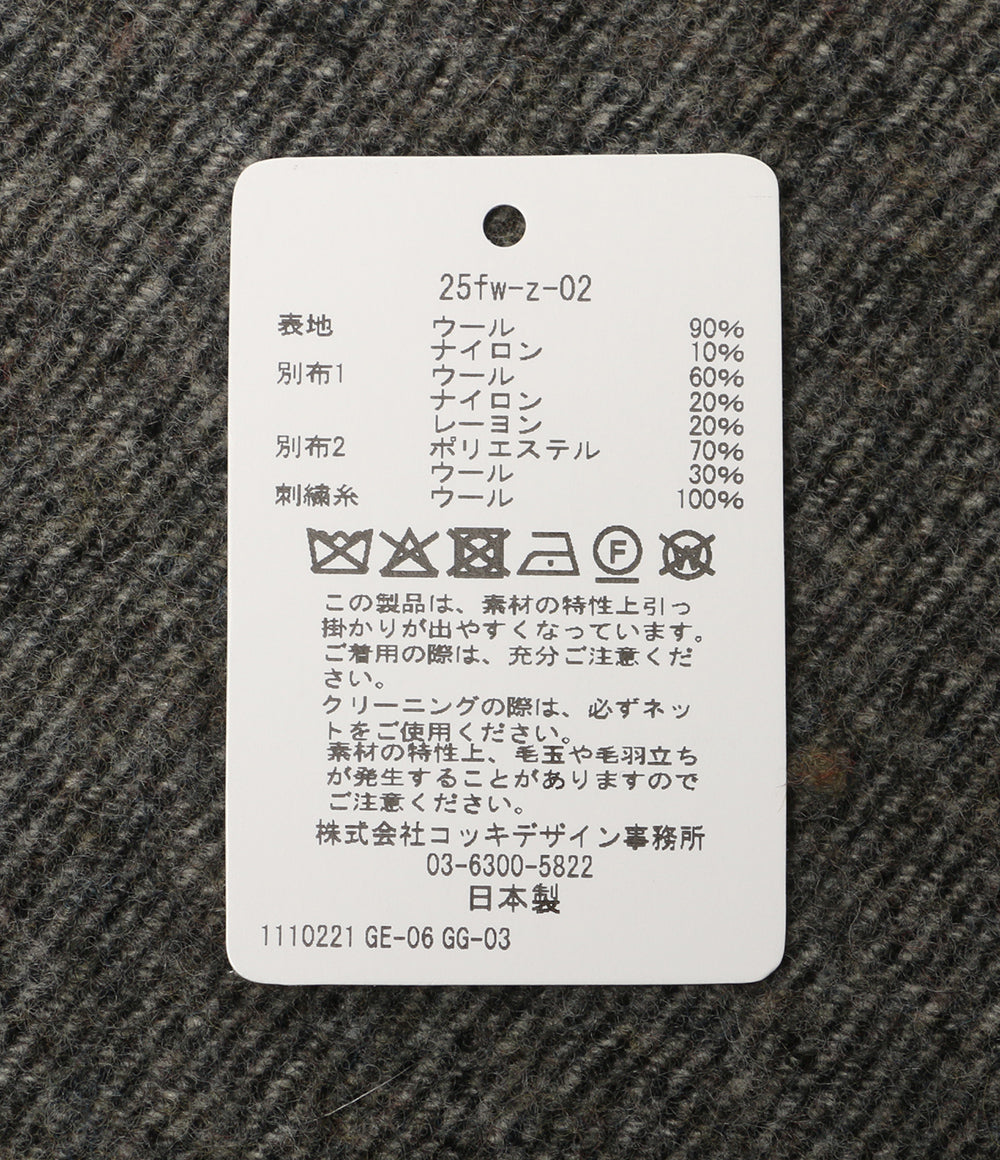 25fw-z-02
表地 ウール 90%
ナイロン 10%
別布1 ウール 60%
ナイロン 20%
レーヨン 20%
別布2 ポリエステル 70%
ウール 30%
刺繍糸 ウール 100%
F W
この製品は、素材の特性上引っ
掛かりが出やすくなっています。
ご着用の際は、充分ご注意くだ
さい。
クリーニングの際は、必ずネッ
トをご使用ください。
素材の特性上、毛玉や毛羽立ち
が発生することがありますので
ご注意ください。
株式会社コッキデザイン事務所
03-6300-5822
日本製
1110221 GE-06 GG-03